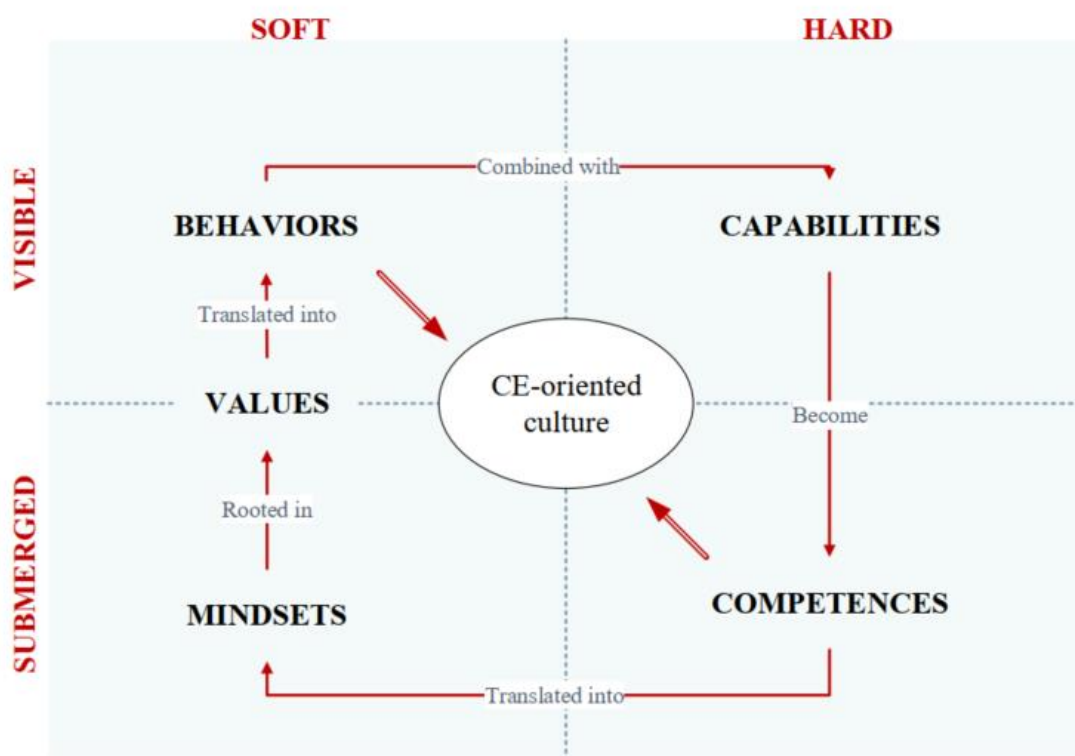 SOFT
HARD
VISIBLE
Combined with
BEHAVIORS
CAPABILITIES
Translated into
CE-oriented
culture
VALUES
Become
SUBMERGED
Rooted in
MINDSETS
COMPETENCES
Translated into